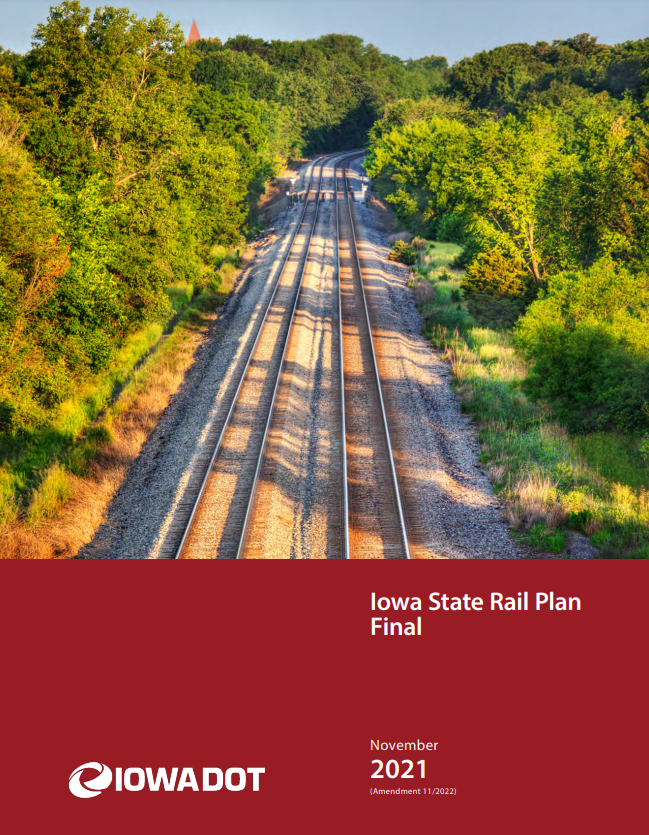 Iowa State Rail Plan
Final
November
2021
(Amendment 11/2022)
IOWADOT